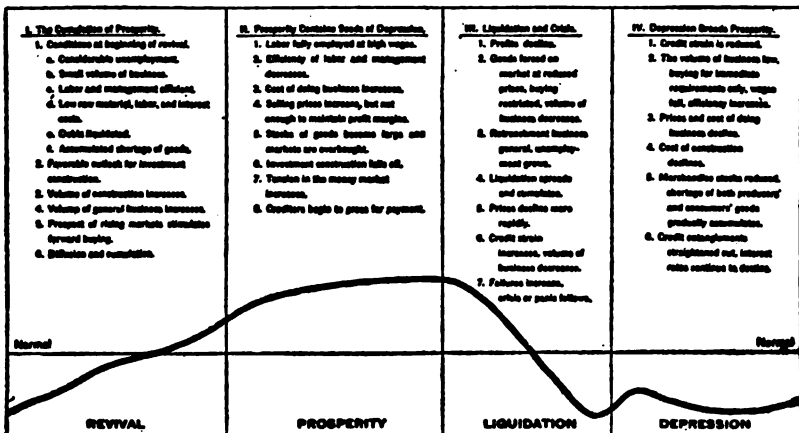 I. The Cumulation of Prosperity.
1. Conditions at beginning of revival.
a. Considerable unemployment.
b. Small volume of business.
c. Labor and management efficient.
d. Low raw material, labor, and interest
costs.
e. Debts liquidated.
f. Accumulated shortage of goods.
2. Favorable outlook for investment
construction.
3. Volume of construction increases.
4. Volume of general business increases.
5. Prospect of rising markets stimulates
forward buying.
6. Diffusion and cumulation.
II. Prosperity Contains Seeds of Depression.
1. Labor fully employed at high wages.
2. Efficiency of labor and management
decreases.
3. Cost of doing business increases.
4. Selling prices increase, but not
enough to maintain profit margins.
5. Stocks of goods become large and
markets are overbought.
6. Investment construction falls off.
7. Tension in the money market
increases.
8. Creditors begin to press for payment.
III. Liquidation and Crisis.
1. Profits decline.
2. Goods forced on
market at reduced
prices, buying
restricted, volume of
business decreases.
3. Retrenchment business
general, unemploy-
ment grows.
4. Liquidation spreads
and cumulates.
5. Prices decline more
rapidly.
6. Credit strain
increases, volume of
business decreases.
7. Failures increase,
crisis or panic follows.
IV. Depression Breeds Prosperity.
1. Credit strain is reduced.
2. The volume of business low,
buying for immediate
requirements only, wages
fall, efficiency increases.
3. Prices and cost of doing
business decline.
4. Cost of construction
declines.
5. Merchandise stocks reduced,
shortage of both producers'
and consumers' goods
gradually accumulates.
6. Credit entanglements
straightened out, interest
rates continue to decline.
Normal
Normal
REVIVAL
PROSPERITY
LIQUIDATION
DEPRESSION